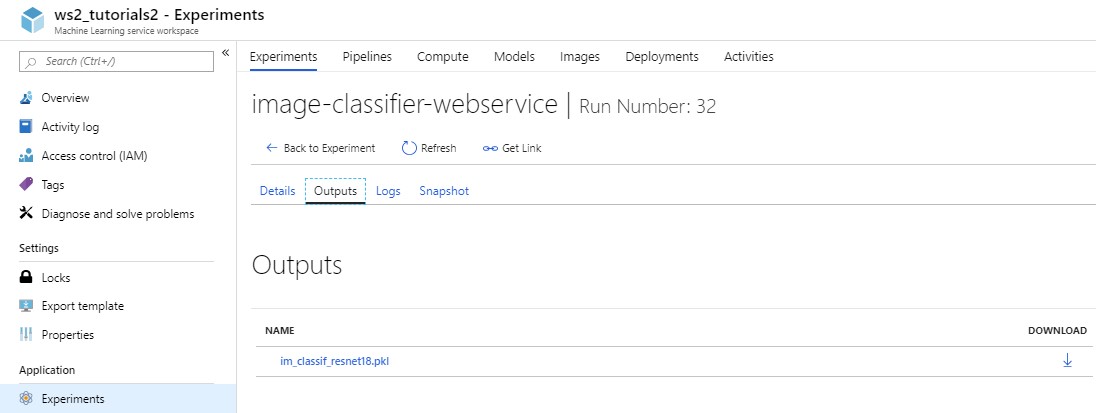 ws2_tutorials2 - Experiments
Machine Learning service workspace
Search (Ctrl+/)
«
Overview
Activity log
Access control (IAM)
Tags
Diagnose and solve problems
Settings
Locks
Export template
Properties
Application
Experiments
Experiments Pipelines Compute Models Images Deployments Activities
image-classifier-webservice | Run Number: 32
Back to Experiment Refresh Get Link
Details Outputs Logs Snapshot
Outputs
NAME DOWNLOAD
im_classif_resnet18.pkl